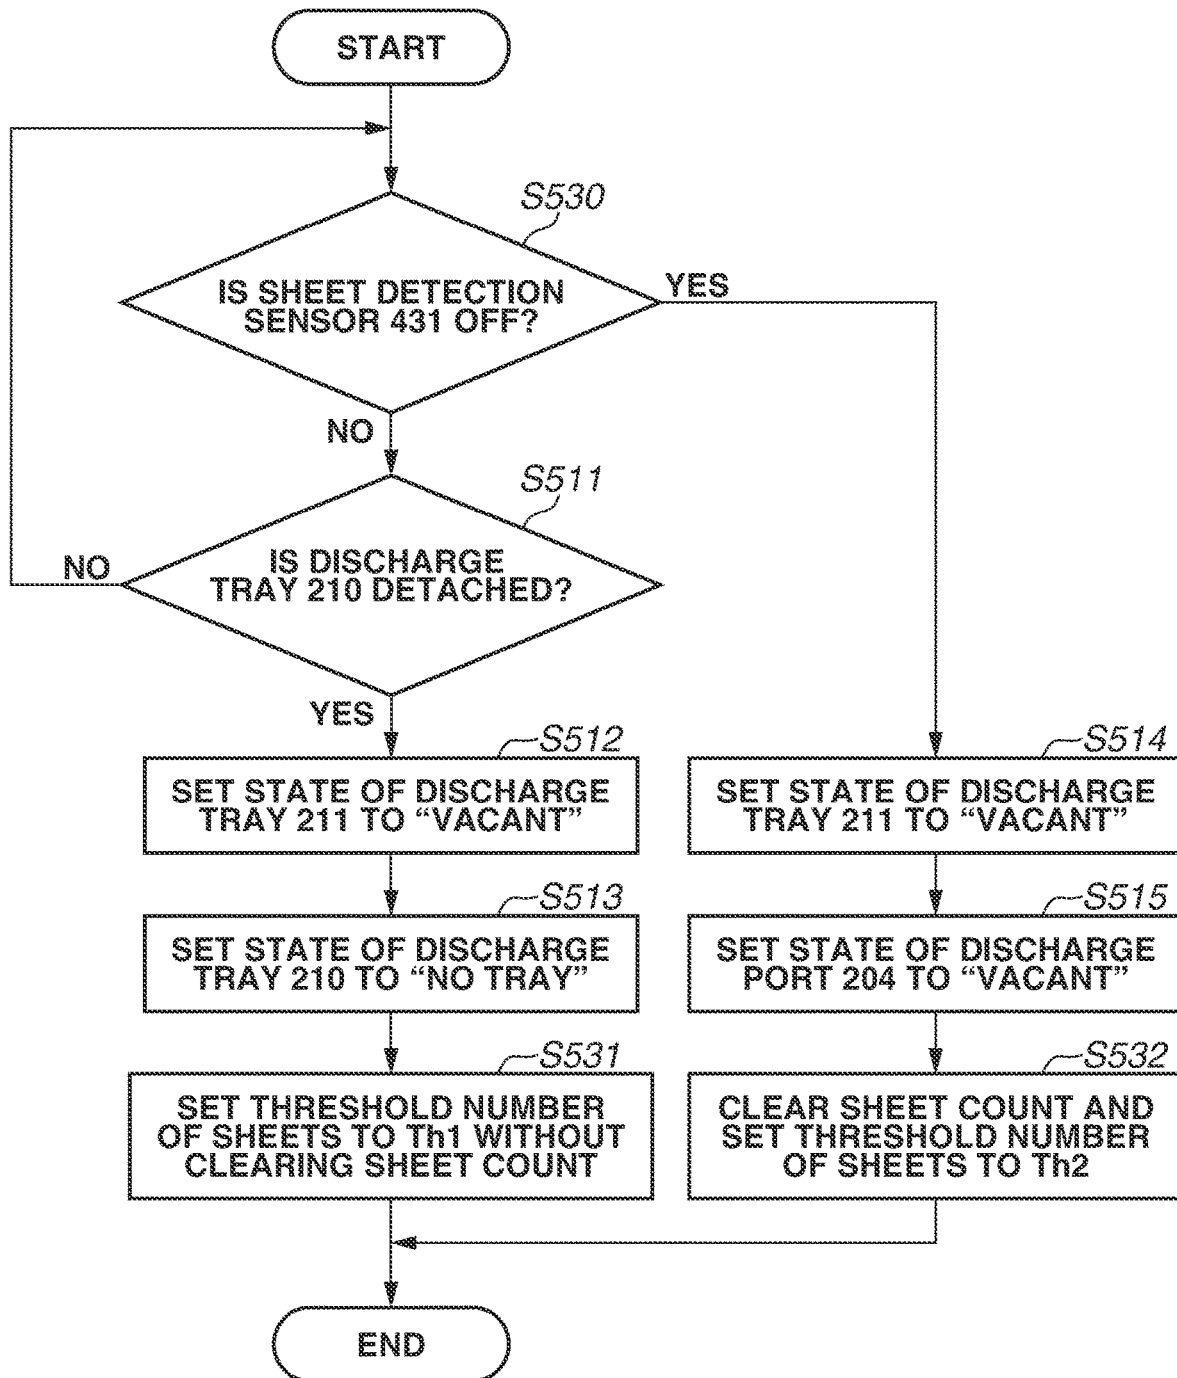 START
S530
IS SHEET DETECTION
SENSOR 431 OFF?
YES
NO
S511
IS DISCHARGE
TRAY 210 DETACHED?
NO
YES
S512
SET STATE OF DISCHARGE
TRAY 211 TO “VACANT”
S514
SET STATE OF DISCHARGE
TRAY 211 TO “VACANT”
S513
SET STATE OF DISCHARGE
TRAY 210 TO “NO TRAY”
S515
SET STATE OF DISCHARGE
PORT 204 TO “VACANT”
S531
SET THRESHOLD NUMBER
OF SHEETS TO Th1 WITHOUT
CLEARING SHEET COUNT
S532
CLEAR SHEET COUNT AND
SET THRESHOLD NUMBER
OF SHEETS TO Th2
END